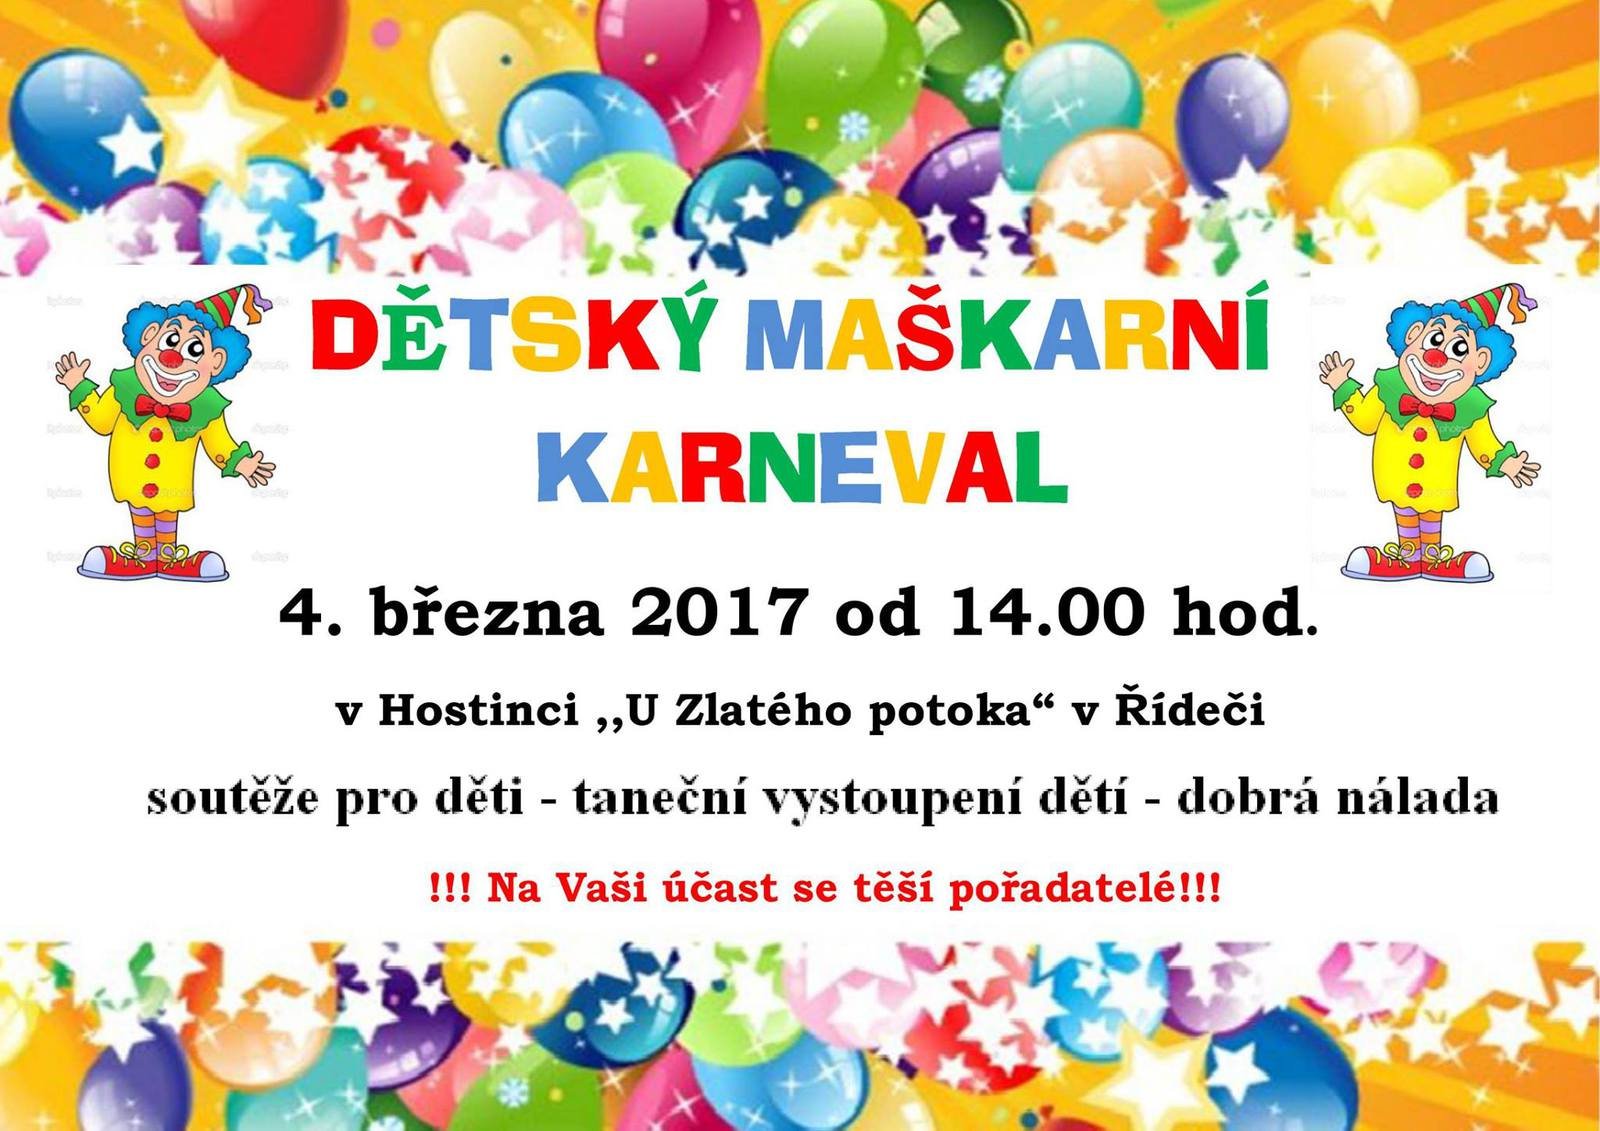 DĚTSKÝ MAŠKARNÍ
KARNEVAL
4. března 2017 od 14.00 hod.
v Hostinci ,,U Zlatého potoka“ v Řídeči
soutěže pro děti - taneční vystoupení dětí - dobrá nálada
!!! Na Vaši účast se těší pořadatelé!!!